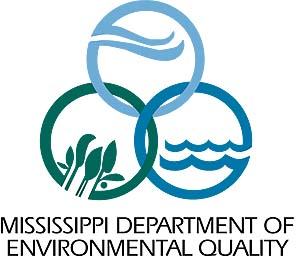 MISSISSIPPI DEPARTMENT OF
ENVIRONMENTAL QUALITY